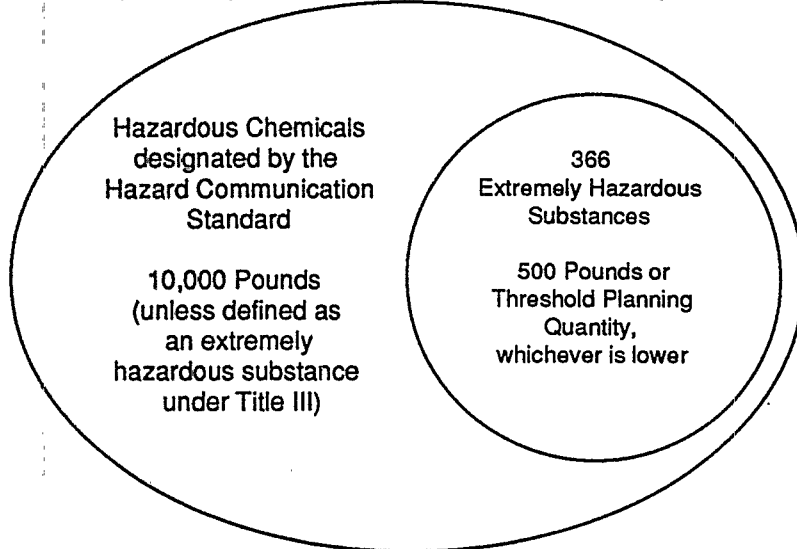 Hazardous Chemicals
designated by the
Hazard Communication
Standard
10,000 Pounds
(unless defined as
an extremely
hazardous substance
under Title III)
366
Extremely Hazardous
Substances
500 Pounds or
Threshold Planning
Quantity,
whichever is lower